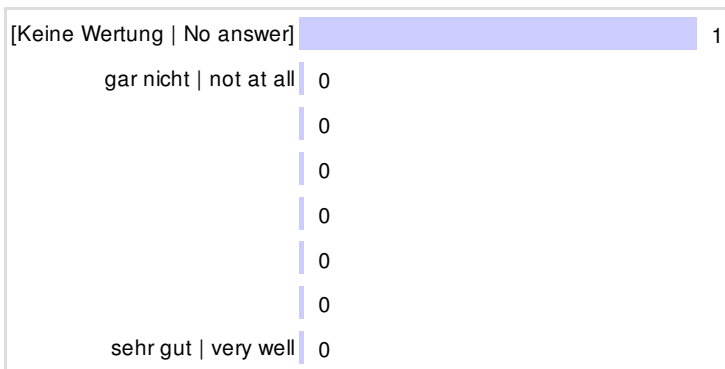 [Keine Wertung | No answer] 1
gar nicht | not at all 0
0
0
0
0
0
sehr gut | very well 0